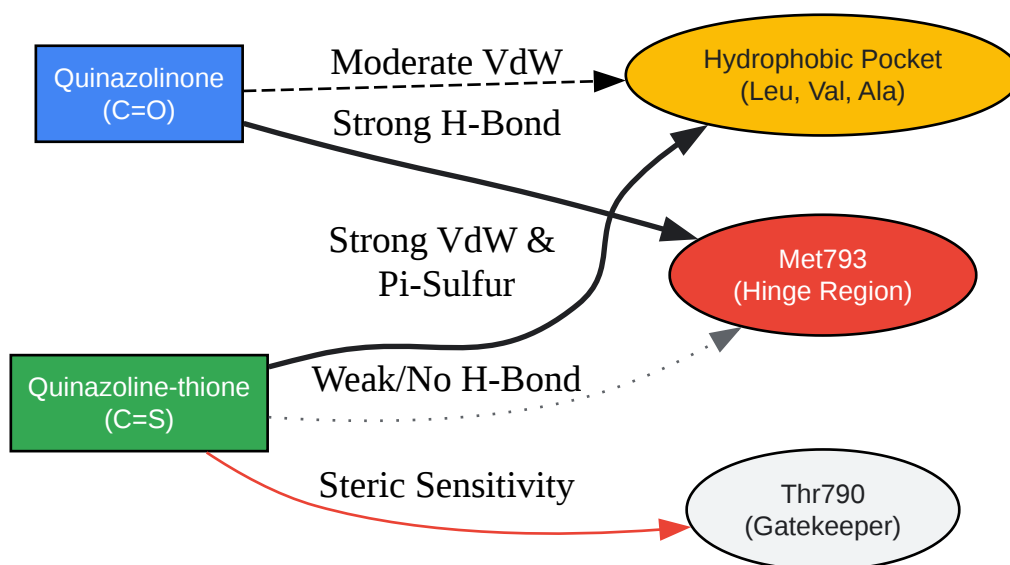 Quinazolinone
(C=O)
Moderate VdW
Strong H-Bond
Hydrophobic Pocket
(Leu, Val, Ala)
Strong VdW &
Pi-Sulfur
Met793
(Hinge Region)
Quinazoline-thione
(C=S)
Weak/No H-Bond
Steric Sensitivity
Thr790
(Gatekeeper)